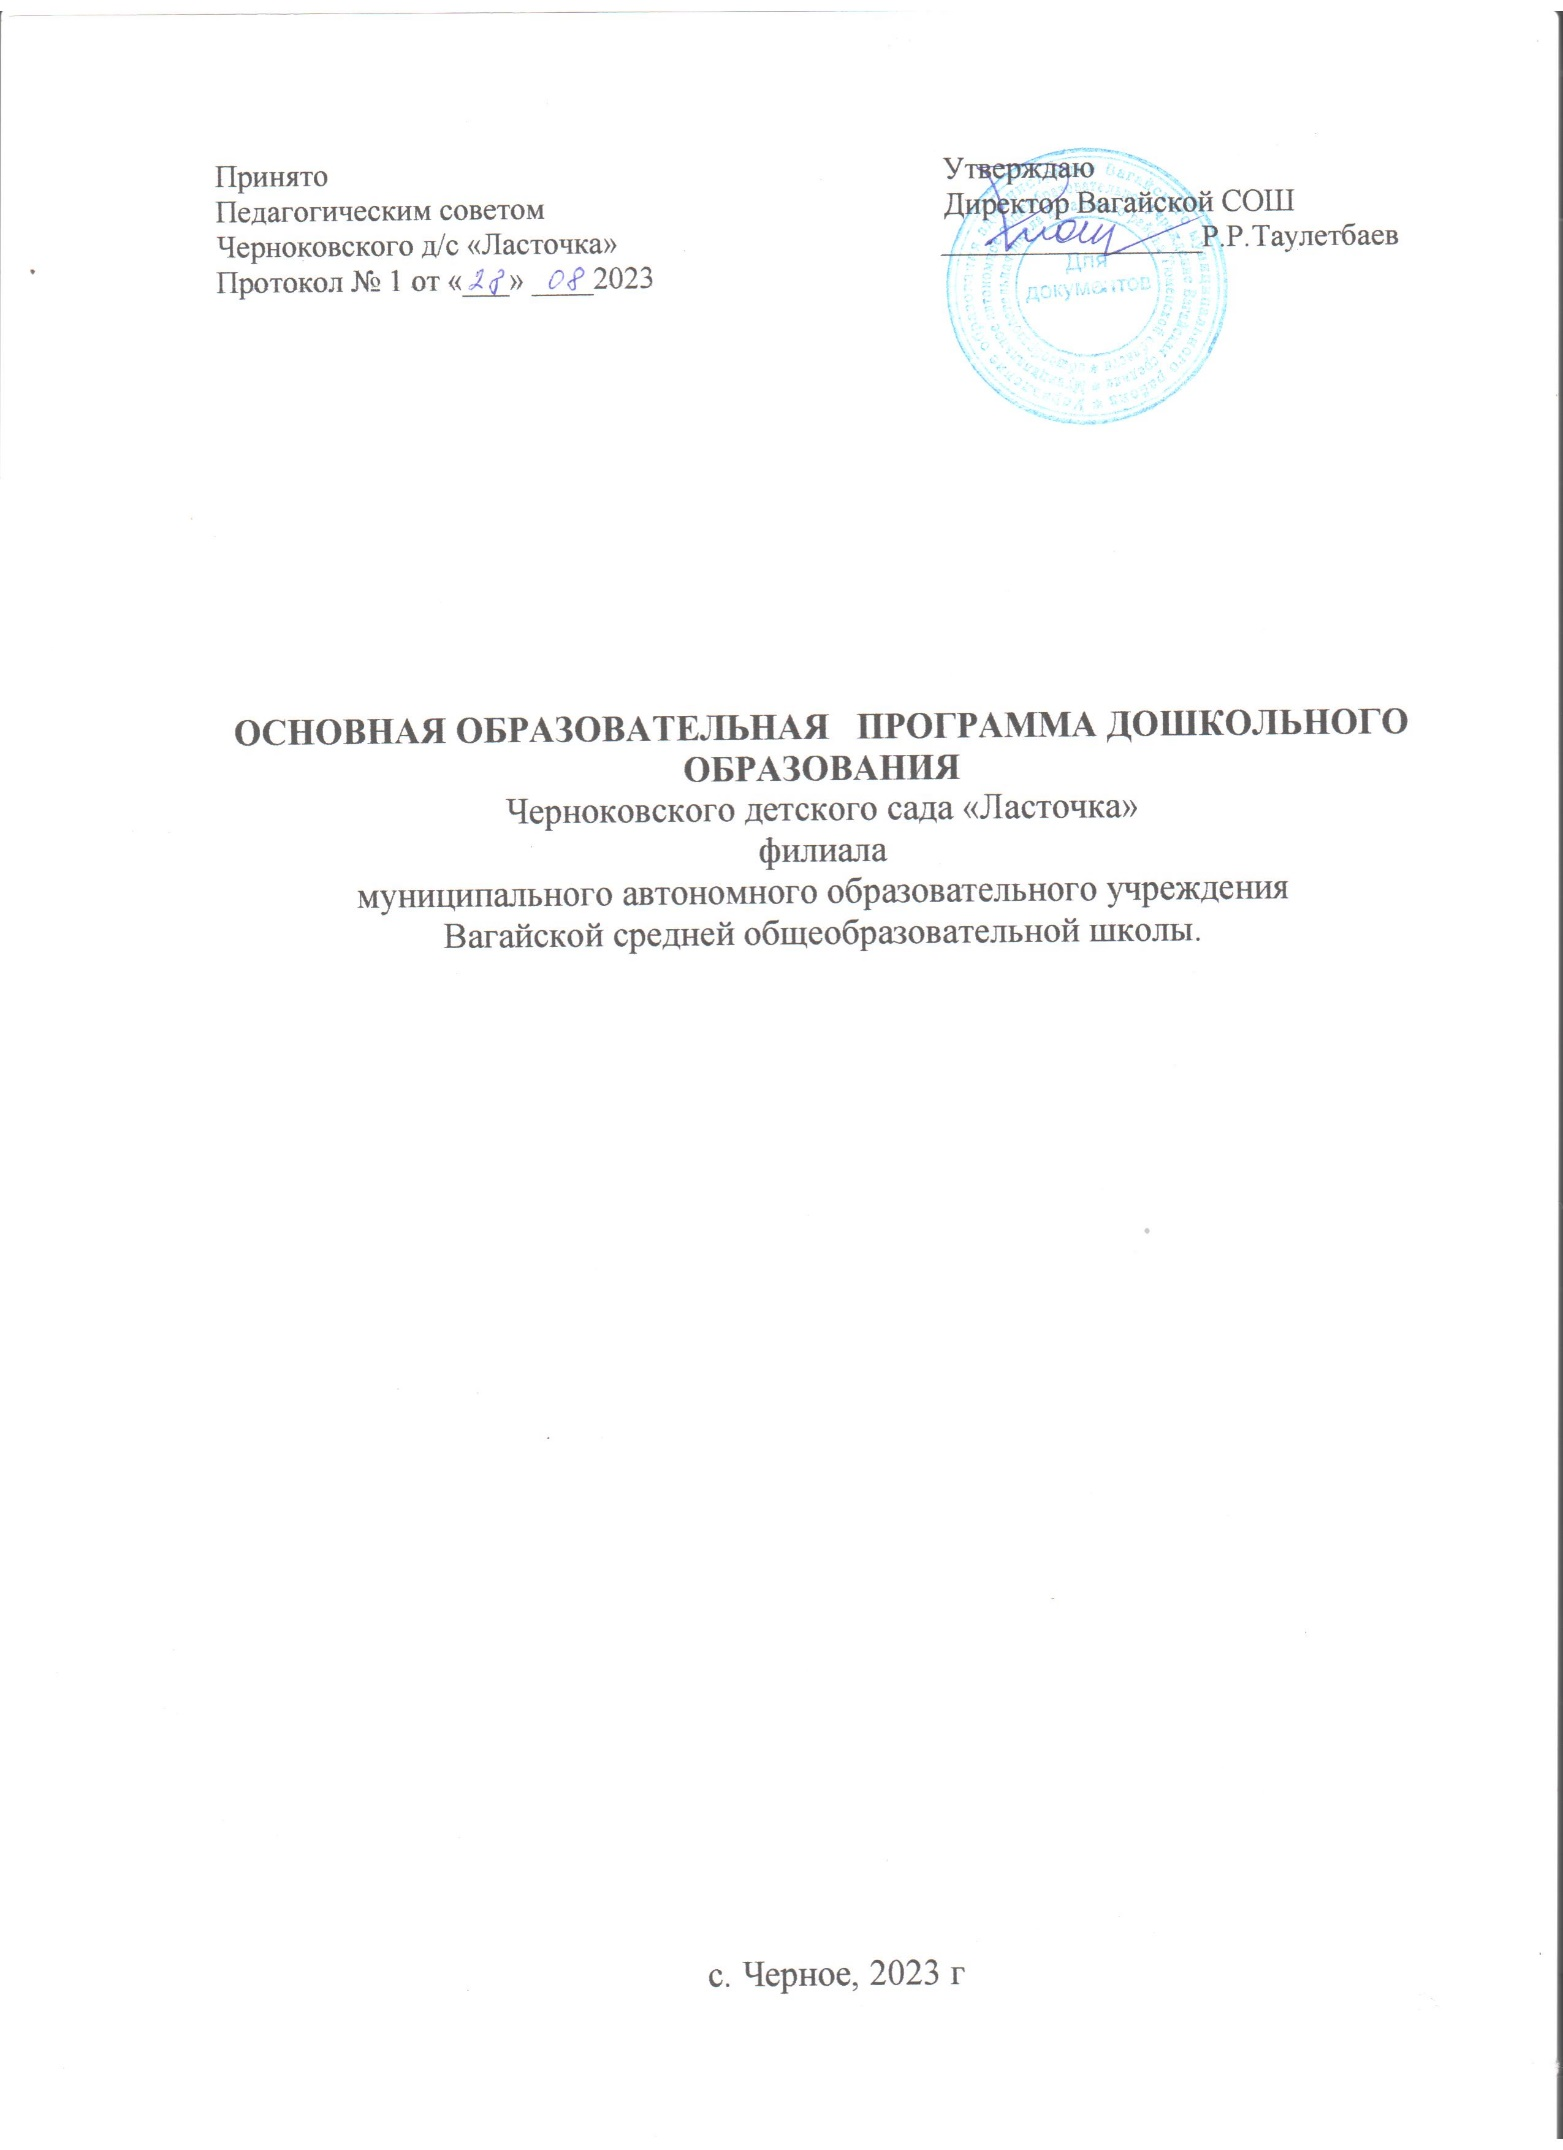 Принято
Педагогическим советом
Черноковского д/с «Ласточка»
Протокол № 1 от «28» 08 2023
Утверждаю
Директор Вагайской СОШ
Р.Р.Таулетбаев
Для
документов
ОСНОВНАЯ ОБРАЗОВАТЕЛЬНАЯ ПРОГРАММА ДОШКОЛЬНОГО
ОБРАЗОВАНИЯ
Черноковского детского сада «Ласточка»
филиала
муниципального автономного образовательного учреждения
Вагайской средней общеобразовательной школы.
с. Черное, 2023 г